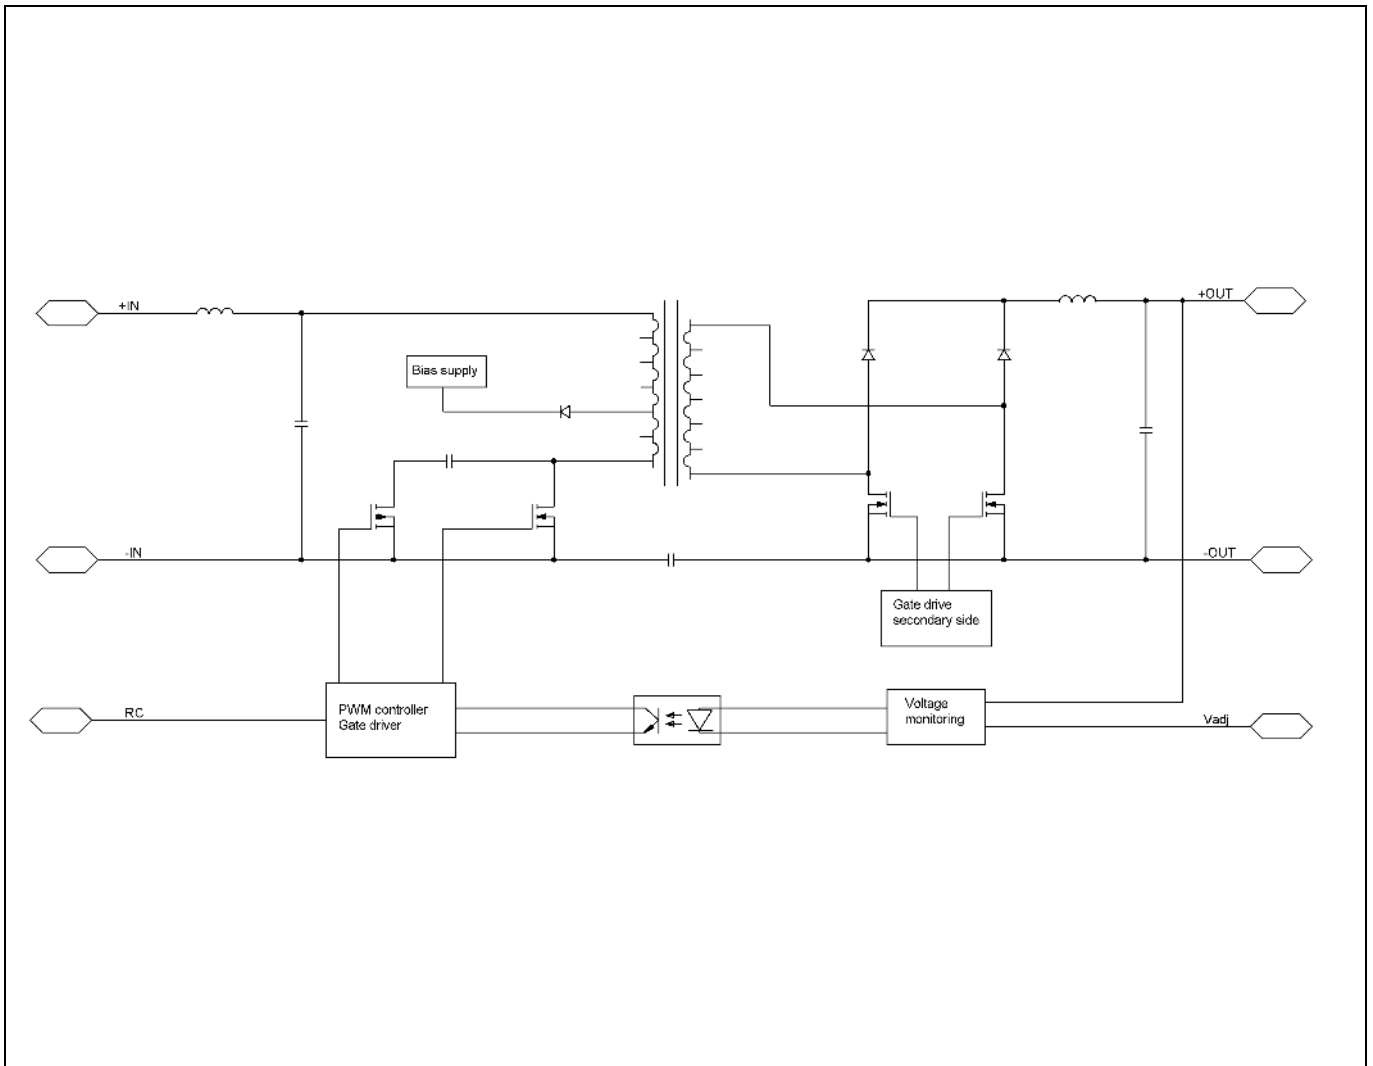 +IN
+OUT
Bias supply
-IN
-OUT
Gate drive
secondary side
RC
PWM controller
Gate driver
Voltage
monitoring
Vadj